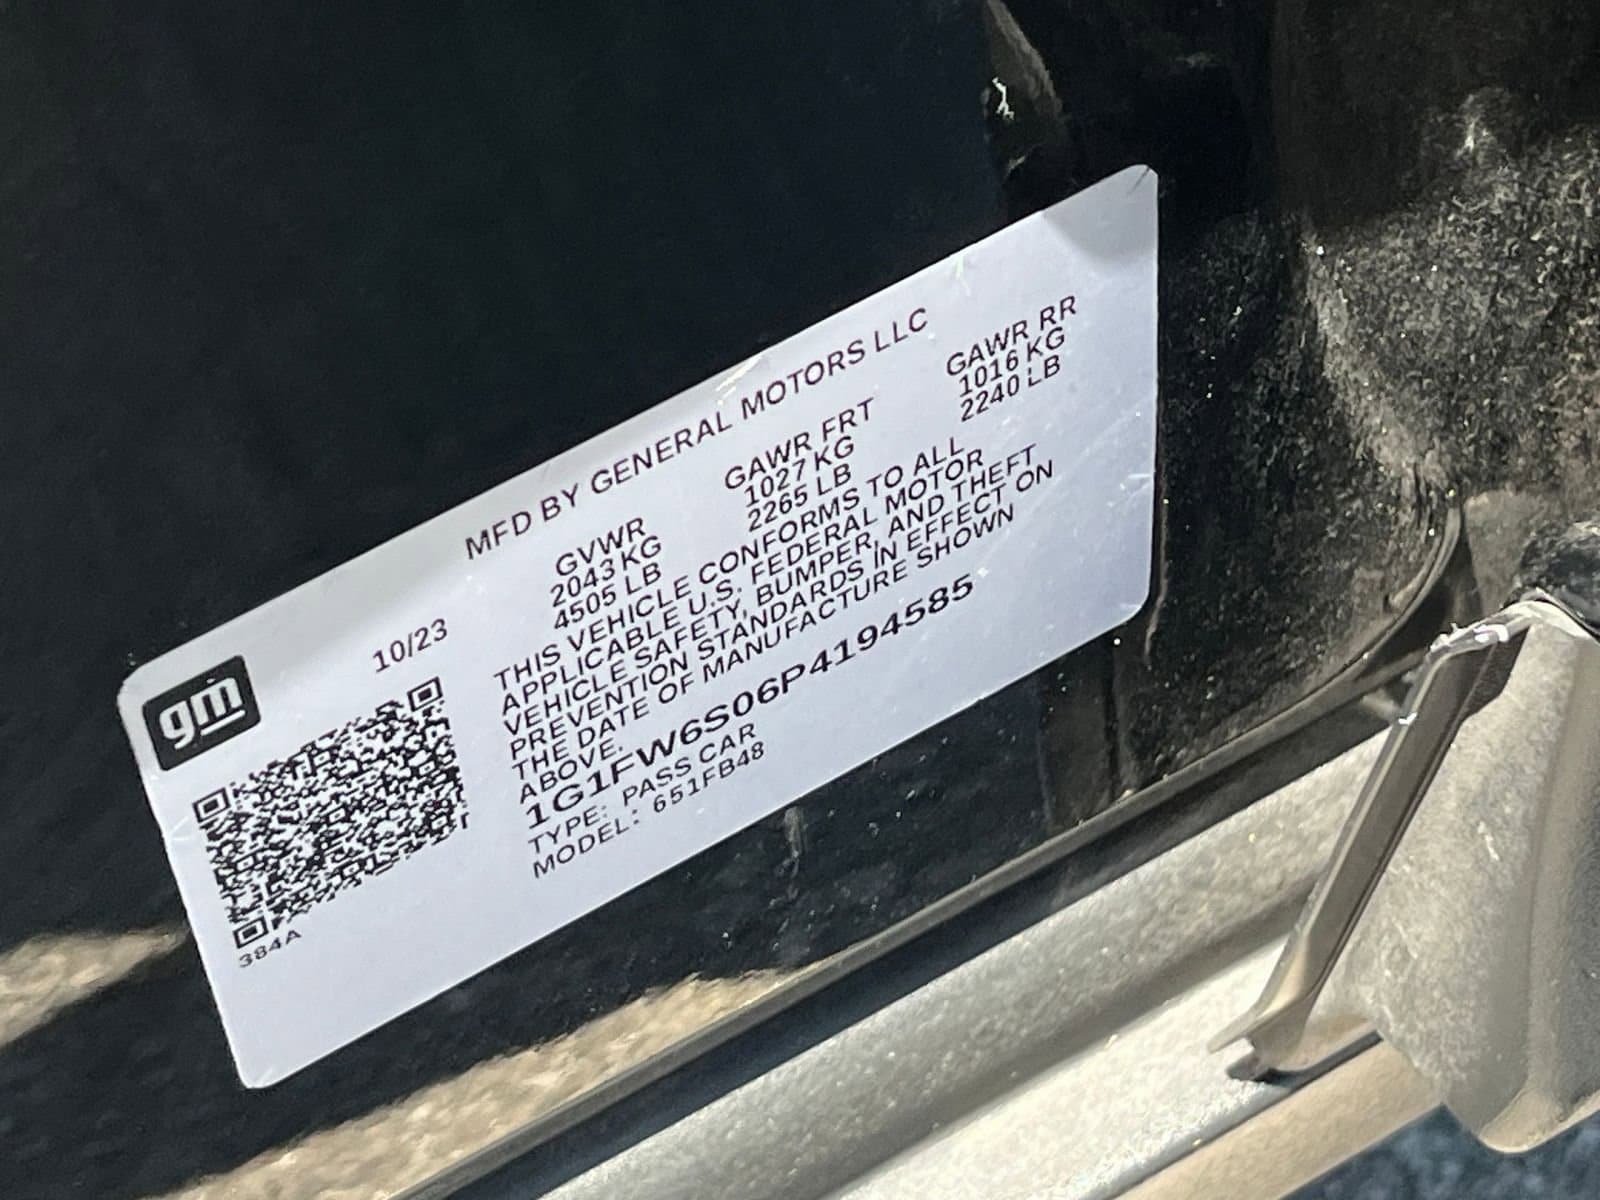 MFD BY GENERAL MOTORS LLC
gm
10/23
GVWR GAWR FRT GAWR RR
2043 KG 1027 KG 1016 KG
4505 LB 2265 LB 2240 LB
THIS VEHICLE CONFORMS TO ALL
APPLICABLE U.S. FEDERAL MOTOR
VEHICLE SAFETY, BUMPER, AND THEFT
PREVENTION STANDARDS IN EFFECT ON
THE DATE OF MANUFACTURE SHOWN
ABOVE.
1G1FW6S06P4194585
TYPE: PASS CAR
MODEL: 651FB48
384A